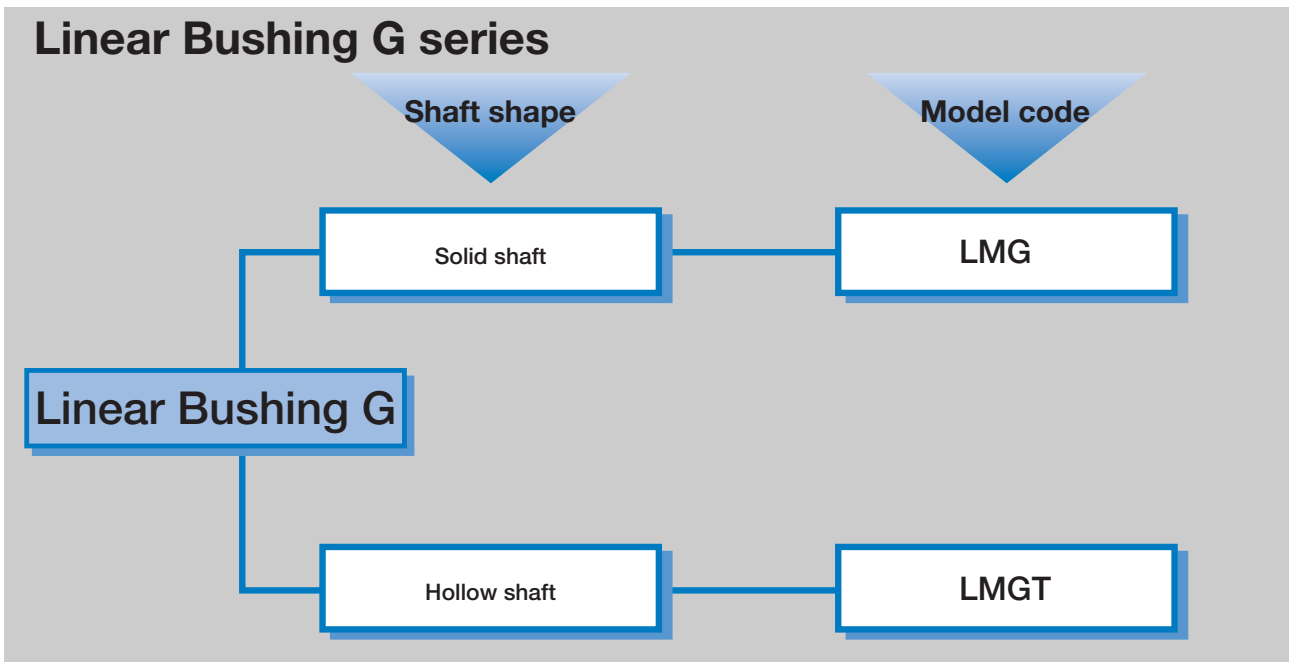 Linear Bushing G series
Shaft shape
Model code
Solid shaft
LMG
Linear Bushing G
Hollow shaft
LMGT